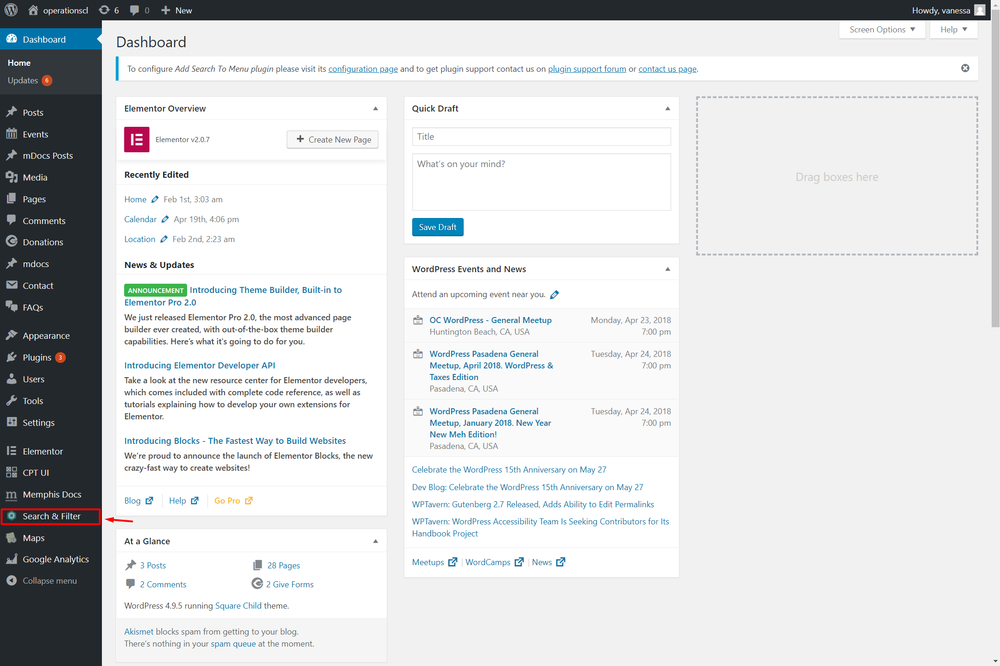 operationscl
6
0
New
Howdy, vanessa
Dashboard
Home
Updates 6
Posts
Events
mDocs Posts
Media
Pages
Comments
Donations
mdocs
Contact
FAQs
Appearance
Plugins 3
Users
Tools
Settings
Elementor
CPT UI
Memphis Docs
Search & Filter
Maps
Google Analytics
Collapse menu
Screen Options
Help
Dashboard
To configure Add Search To Menu plugin please visit its configuration page and to get plugin support contact us on plugin support forum or contact us page.
Elementor Overview
Elementor v2.0.7
Create New Page
Recently Edited
Home Feb 1st, 3:03 am
Calendar Apr 19th, 4:06 pm
Location Feb 2nd, 2:23 am
News & Updates
ANNOUNCEMENT Introducing Theme Builder, Built-in to
Elementor Pro 2.0
We just released Elementor Pro 2.0, the most advanced page
builder ever created, with out-of-the-box theme builder
capabilities. Here's what it's going to do for you.
Introducing Elementor Developer API
Take a look at the new resource center for Elementor developers,
which comes included with complete code reference, as well as
tutorials explaining how to develop your own extensions for
Elementor.
Introducing Blocks - The Fastest Way to Build Websites
We're proud to announce the launch of Elementor Blocks, the new
crazy-fast way to create websites!
Blog
Help
Go Pro
At a Glance
3 Posts
28 Pages
2 Comments
2 Give Forms
WordPress 4.9.5 running Square Child theme.
Akismet blocks spam from getting to your blog.
There's nothing in your spam queue at the moment.
Quick Draft
Title
What's on your mind?
Save Draft
WordPress Events and News
Attend an upcoming event near you.
OC WordPress - General Meetup
Huntington Beach, CA, USA
Monday, Apr 23, 2018
7:00 pm
WordPress Pasadena General
Meetup, April 2018. WordPress &
Taxes Edition
Pasadena, CA, USA
Tuesday, Apr 24, 2018
7:00 pm
WordPress Pasadena General
Meetup, January 2018. New Year
New Meh Edition!
Pasadena, CA, USA
Tuesday, Apr 24, 2018
7:00 pm
Celebrate the WordPress 15th Anniversary on May 27
Dev Blog: Celebrate the WordPress 15th Anniversary on May 27
WPTavern: Gutenberg 2.7 Released, Adds Ability to Edit Permalinks
WPTavern: WordPress Accessibility Team Is Seeking Contributors for Its
Handbook Project
Meetups
WordCamps
News
Drag boxes here